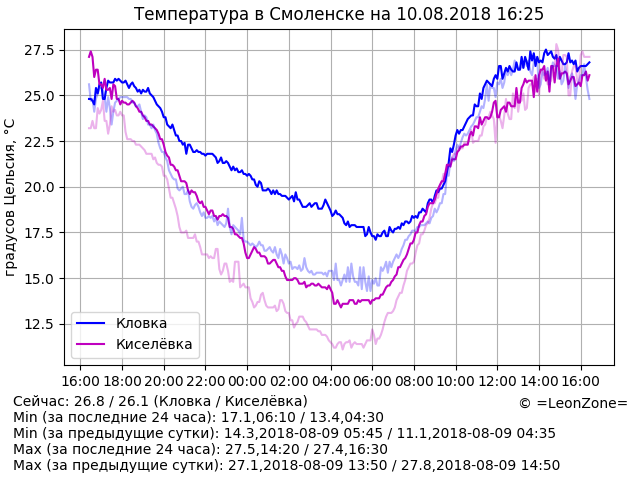 Температура в Смоленске на 10.08.2018 16:25
27.5
25.0
22.5
20.0
17.5
15.0
12.5
градусов Цельсия, °C
Кловка
Киселёвка
16:00 18:00 20:00 22:00 00:00 02:00 04:00 06:00 08:00 10:00 12:00 14:00 16:00
Сейчас: 26.8 / 26.1 (Кловка / Киселёвка)
© =LeonZone=
Min (за последние 24 часа): 17.1,06:10 / 13.4,04:30
Min (за предыдущие сутки): 14.3,2018-08-09 05:45 / 11.1,2018-08-09 04:35
Max (за последние 24 часа): 27.5,14:20 / 27.4,16:30
Max (за предыдущие сутки): 27.1,2018-08-09 13:50 / 27.8,2018-08-09 14:50